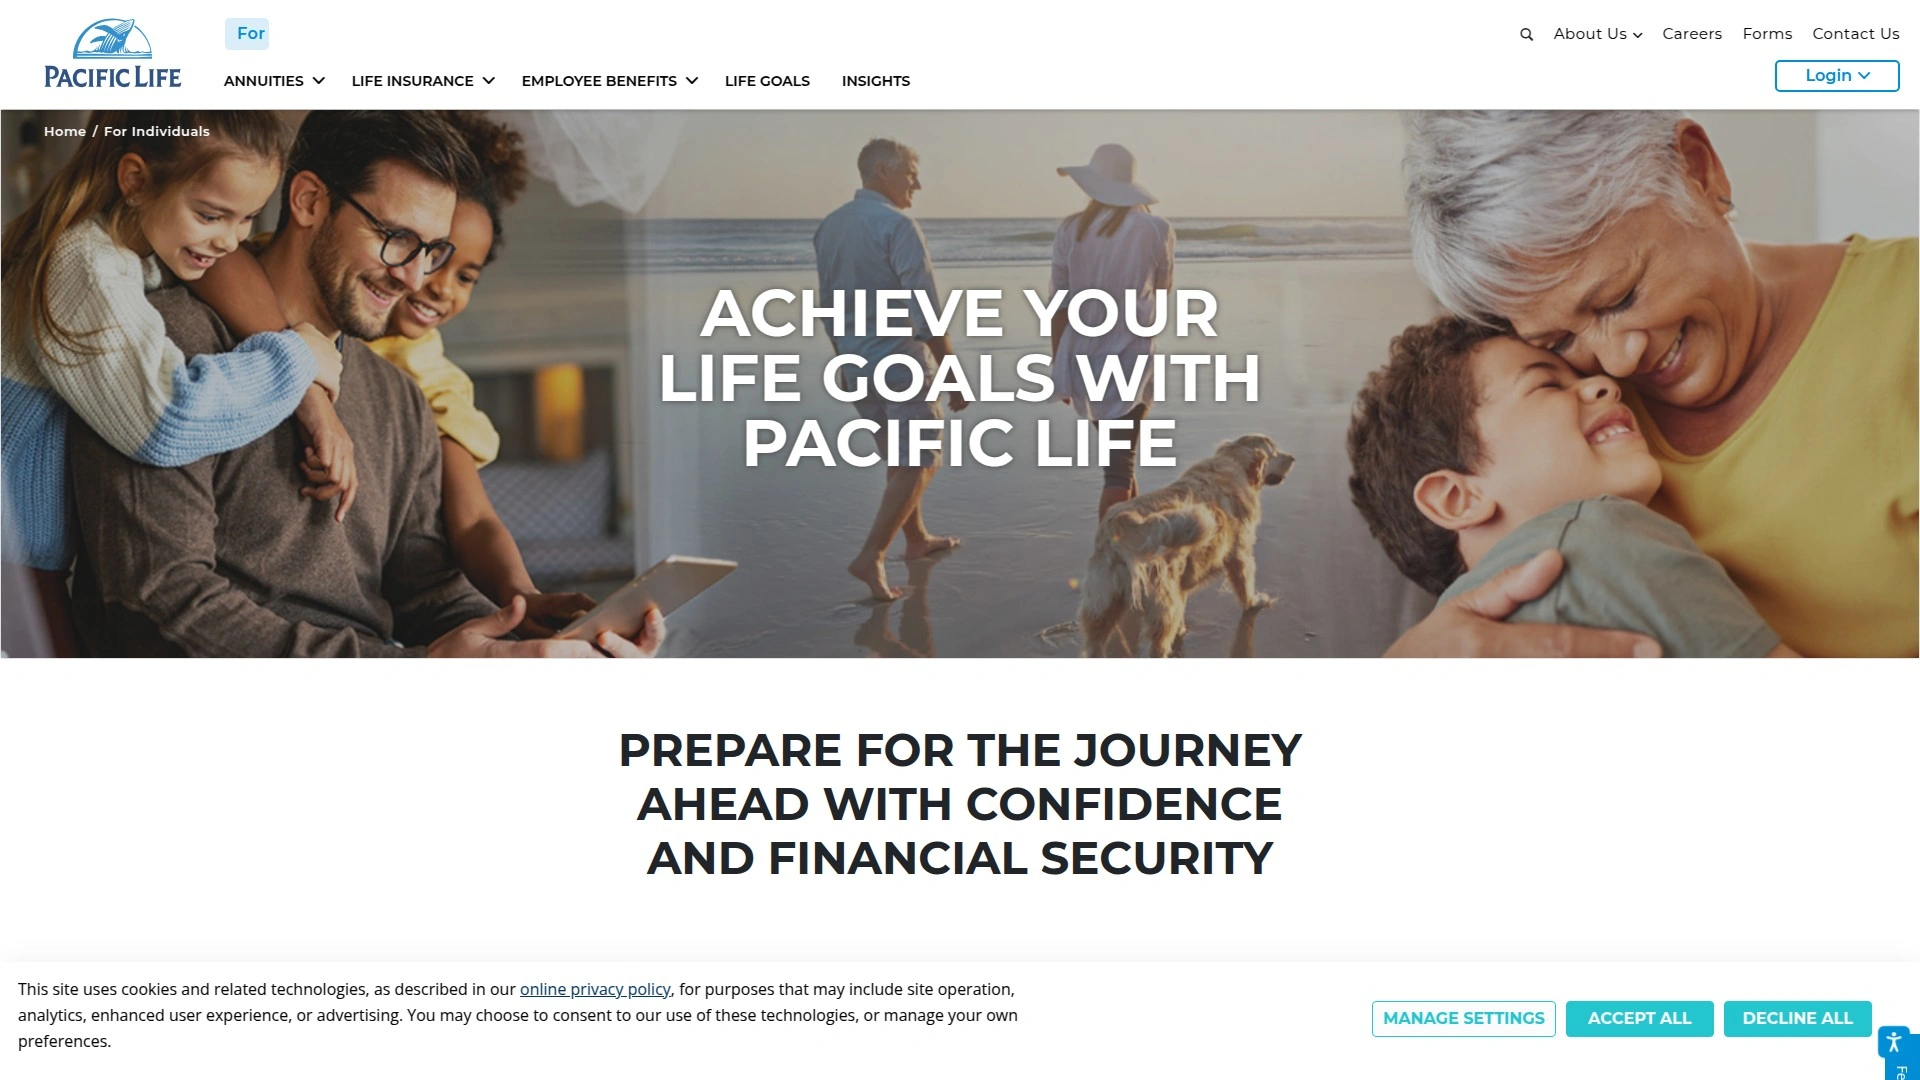 PACIFIC LIFE
For
About Us
Careers
Forms
Contact Us
Login
ANNUITIES
LIFE INSURANCE
EMPLOYEE BENEFITS
LIFE GOALS
INSIGHTS
Home / For Individuals
ACHIEVE YOUR
LIFE GOALS WITH
PACIFIC LIFE
PREPARE FOR THE JOURNEY
AHEAD WITH CONFIDENCE
AND FINANCIAL SECURITY
This site uses cookies and related technologies, as described in our online privacy policy, for purposes that may include site operation,
analytics, enhanced user experience, or advertising. You may choose to consent to our use of these technologies, or manage your own
preferences.
MANAGE SETTINGS
ACCEPT ALL
DECLINE ALL